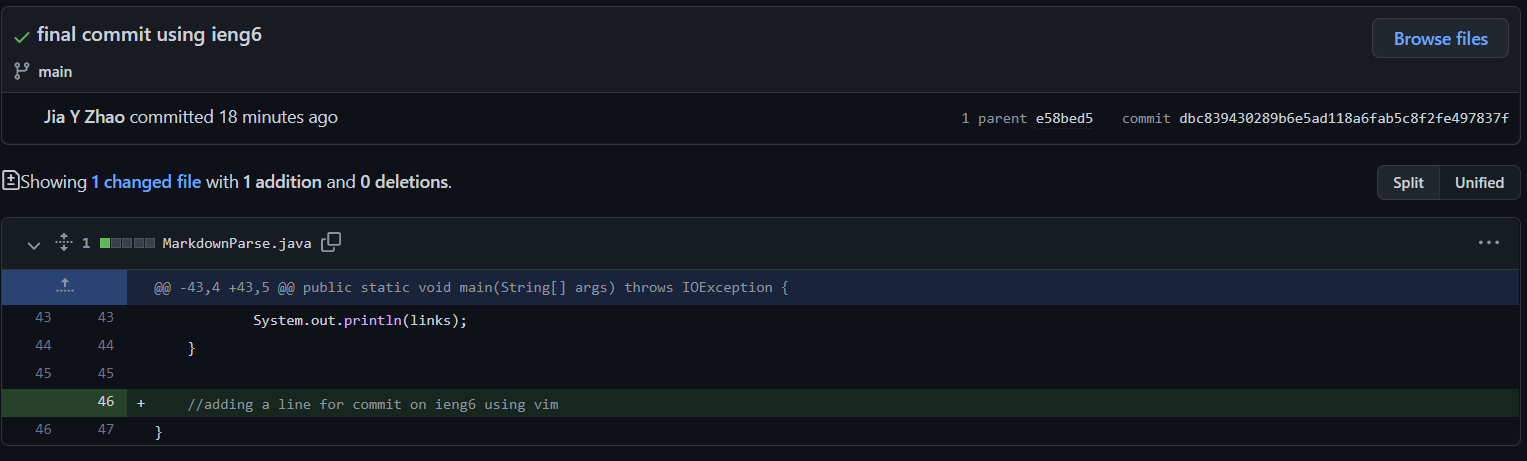 final commit using ieng6
Browse files
main
Jia Y Zhao committed 18 minutes ago 1 parent e58bed5 commit dbc839430289b6e5ad118a6fab5c8f2fe497837f
Showing 1 changed file with 1 addition and 0 deletions. Split Unified
1 MarkdownParse.java
@@ -43,4 +43,5 @@ public static void main(String[] args) throws IOException {
43 43 System.out.println(links);
44 44 }
45 45
46 + //adding a line for commit on ieng6 using vim
46 47 }